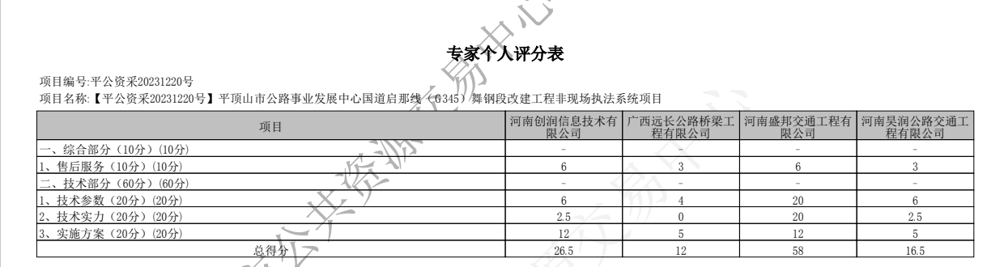 专家个人评分表
项目编号:平公资采20231220号
项目名称:【平公资采20231220号】平顶山市公路事业发展中心国道启那线（G345）舞钢段改建工程非现场执法系统项目
项目 河南创润信息技术有限公司 广西远长公路桥梁工程有限公司 河南盛邦交通工程有限公司 河南昊润公路交通工程有限公司
一、综合部分（10分）(10分) - - - -
1、售后服务（10分）(10分) 6 3 6 3
二、技术部分（60分）(60分) - - - -
1、技术参数（20分）(20分) 6 4 20 6
2、技术实力（20分）(20分) 2.5 0 20 2.5
3、实施方案（20分）(20分) 12 5 12 5
总得分 26.5 12 58 16.5